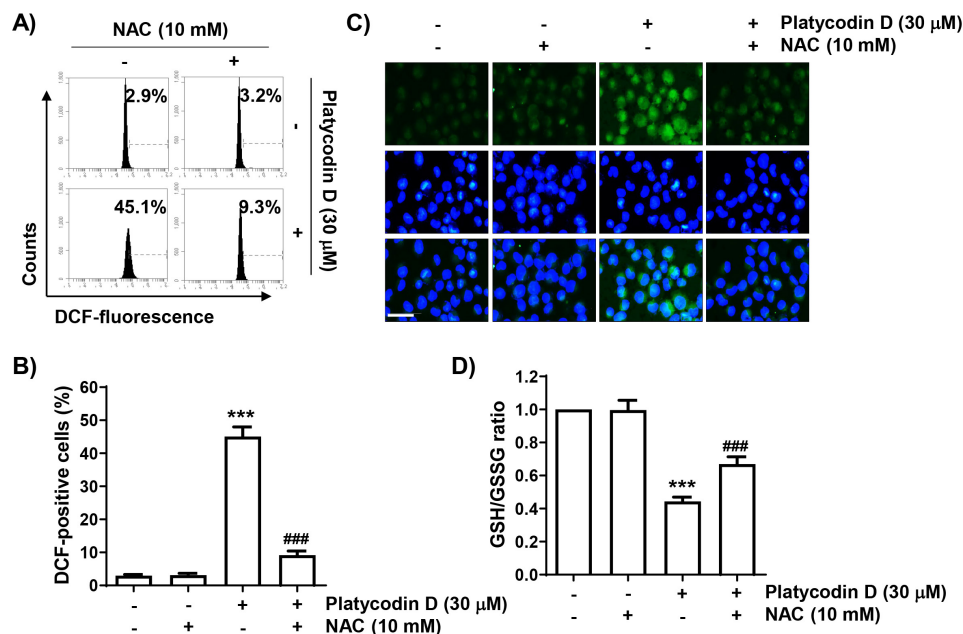 A)
NAC (10 mM)
- +
2.9% 3.2%
-
45.1% 9.3%
+
Platycodin D (30 μM)
Counts
DCF-fluorescence
C)
- - + + Platycodin D (30 μM)
- + - + NAC (10 mM)
B)
60
50
40
30
20
10
0
DCF-positive cells (%)
***
###
- - + + Platycodin D (30 μM)
- + - + NAC (10 mM)
D)
1.2
1.0
0.8
0.6
0.4
0.2
0.0
GSH/GSSG ratio
***
###
- - + + Platycodin D (30 μM)
- + - + NAC (10 mM)